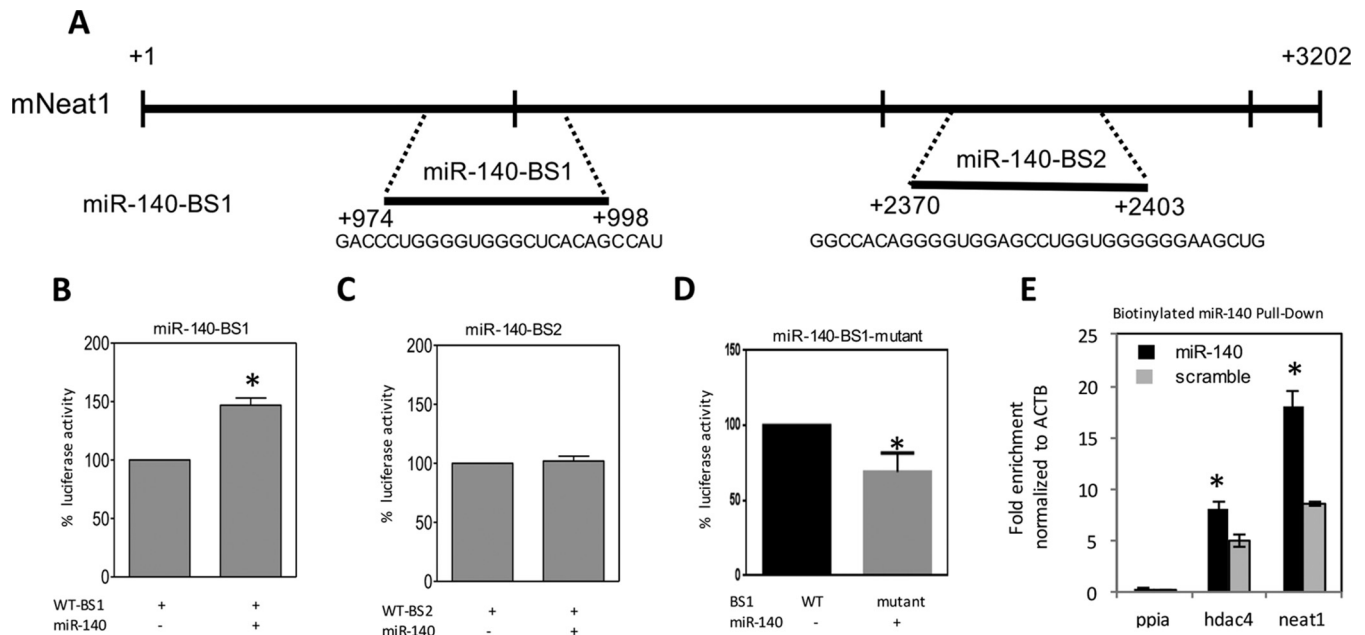 A
+1
+3202
mNeat1
miR-140-BS1
miR-140-BS2
miR-140-BS1
+974
+998
+2370
+2403
GACCCUGGGGUGGGCUCACAGCCAU
GGCCACAGGGGUGGAGCCUGGUGGGGGGAAGCUG
B
miR-140-BS1
% luciferase activity
200
150
100
50
0
*
WT-BS1 + +
miR-140 - +
C
miR-140-BS2
% luciferase activity
200
150
100
50
0
WT-BS2 + +
miR-140 - +
D
miR-140-BS1-mutant
% luciferase activity
150
100
50
0
*
BS1 WT mutant
miR-140 - +
E
Biotinylated miR-140 Pull-Down
Fold enrichment
normalized to ACTB
25
20
15
10
5
0
miR-140
scramble
*
*
ppia hdac4 neat1